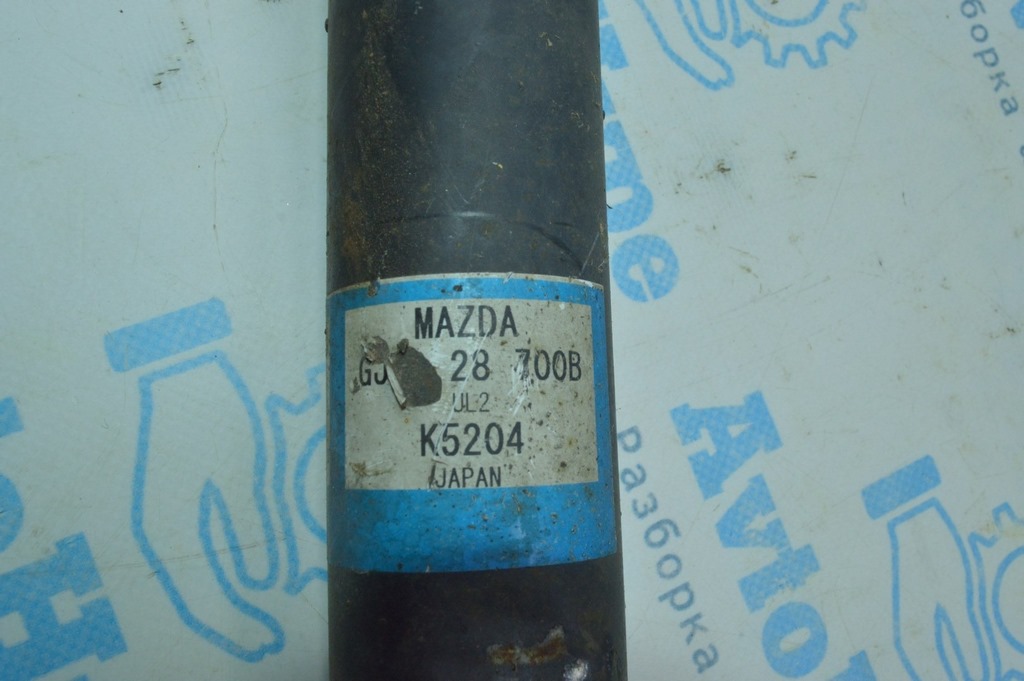 MAZDA
28 700B
UL2
K5204
JAPAN
разборка
разборка